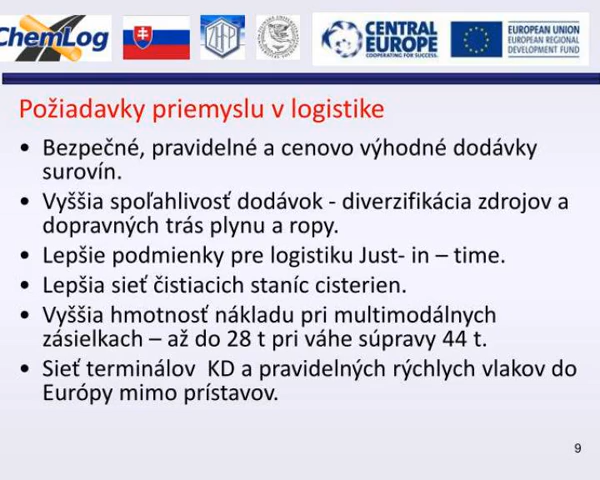 ChemLog
ZCHFP
CENTRAL
EUROPE
COOPERATING FOR SUCCESS.
EUROPEAN UNION
EUROPEAN REGIONAL
DEVELOPMENT FUND
Požiadavky priemyslu v logistike
• Bezpečné, pravidelné a cenovo výhodné dodávky
surovín.
• Vyššia spoľahlivosť dodávok - diverzifikácia zdrojov a
dopravných trás plynu a ropy.
• Lepšie podmienky pre logistiku Just- in – time.
• Lepšia sieť čistiacich staníc cisterien.
• Vyššia hmotnosť nákladu pri multimodálnych
zásielkach – až do 28 t pri váhe súpravy 44 t.
• Sieť terminálov  KD a pravidelných rýchlych vlakov do
Európy mimo prístavov.
9